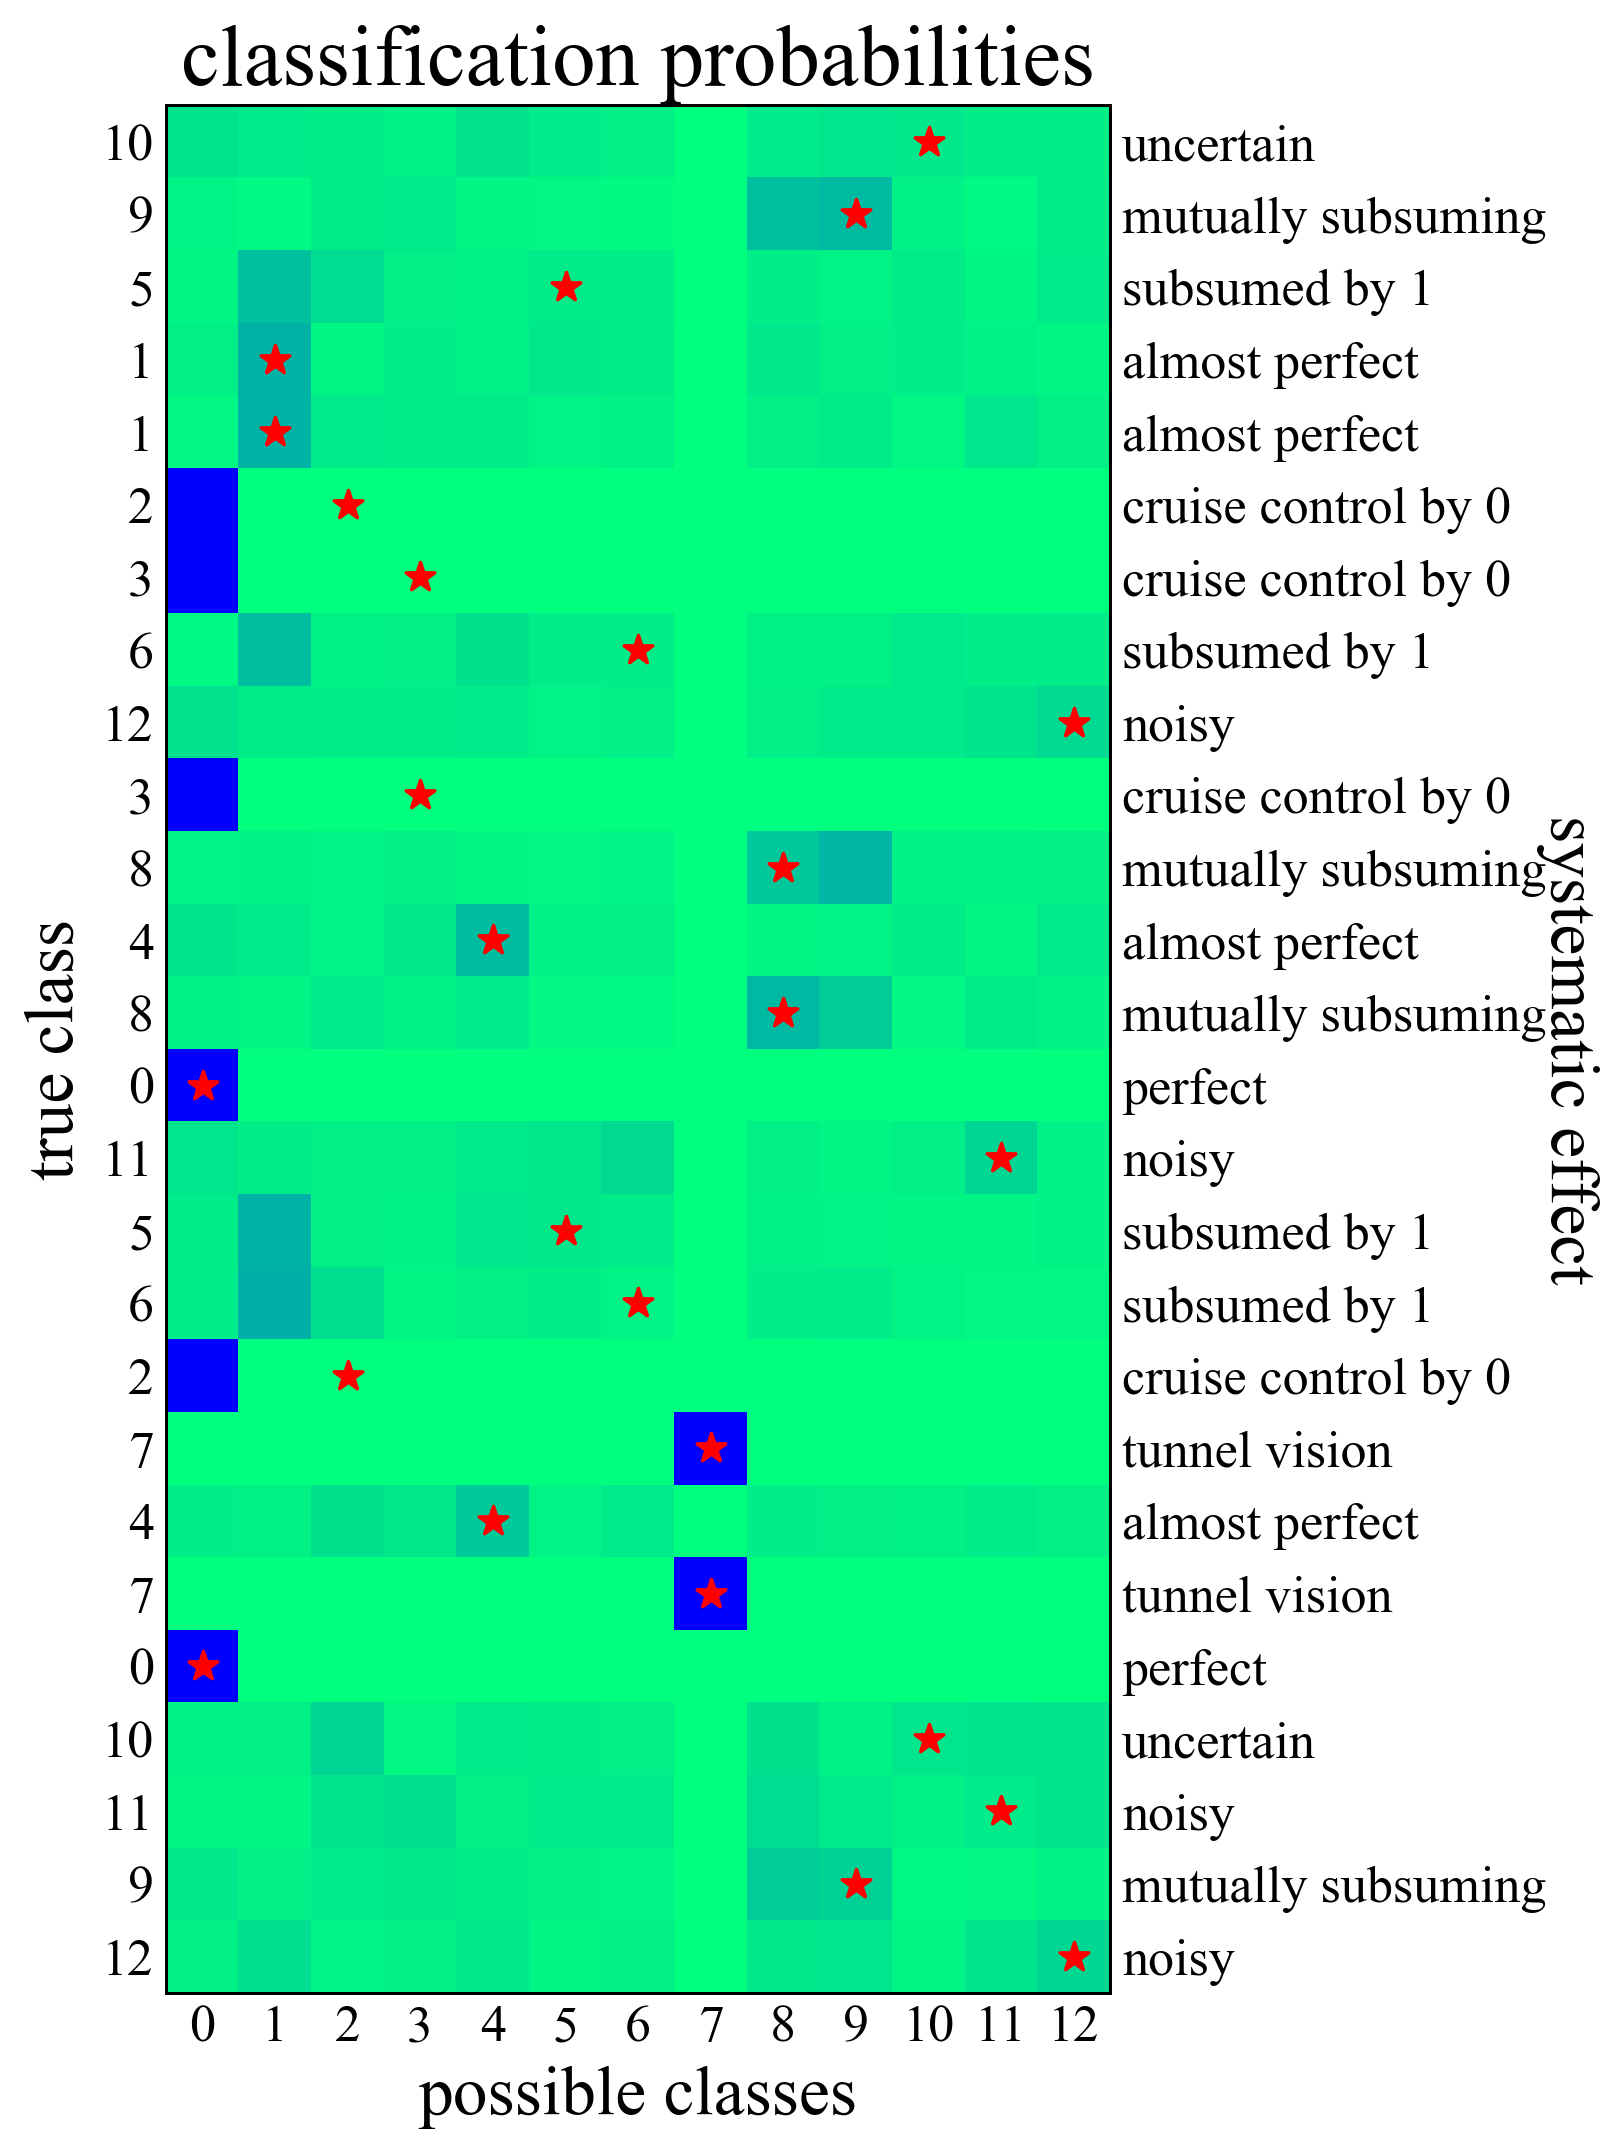 classification probabilities
10 uncertain
9 mutually subsuming
5 subsumed by 1
1 almost perfect
1 almost perfect
2 cruise control by 0
3 cruise control by 0
6 subsumed by 1
12 noisy
3 cruise control by 0
8 mutually subsuming
4 almost perfect
8 mutually subsuming
0 perfect
11 noisy
5 subsumed by 1
6 subsumed by 1
2 cruise control by 0
7 tunnel vision
4 almost perfect
7 tunnel vision
0 perfect
10 uncertain
11 noisy
9 mutually subsuming
12 noisy
0 1 2 3 4 5 6 7 8 9 10 11 12
possible classes
true class
systematic effect